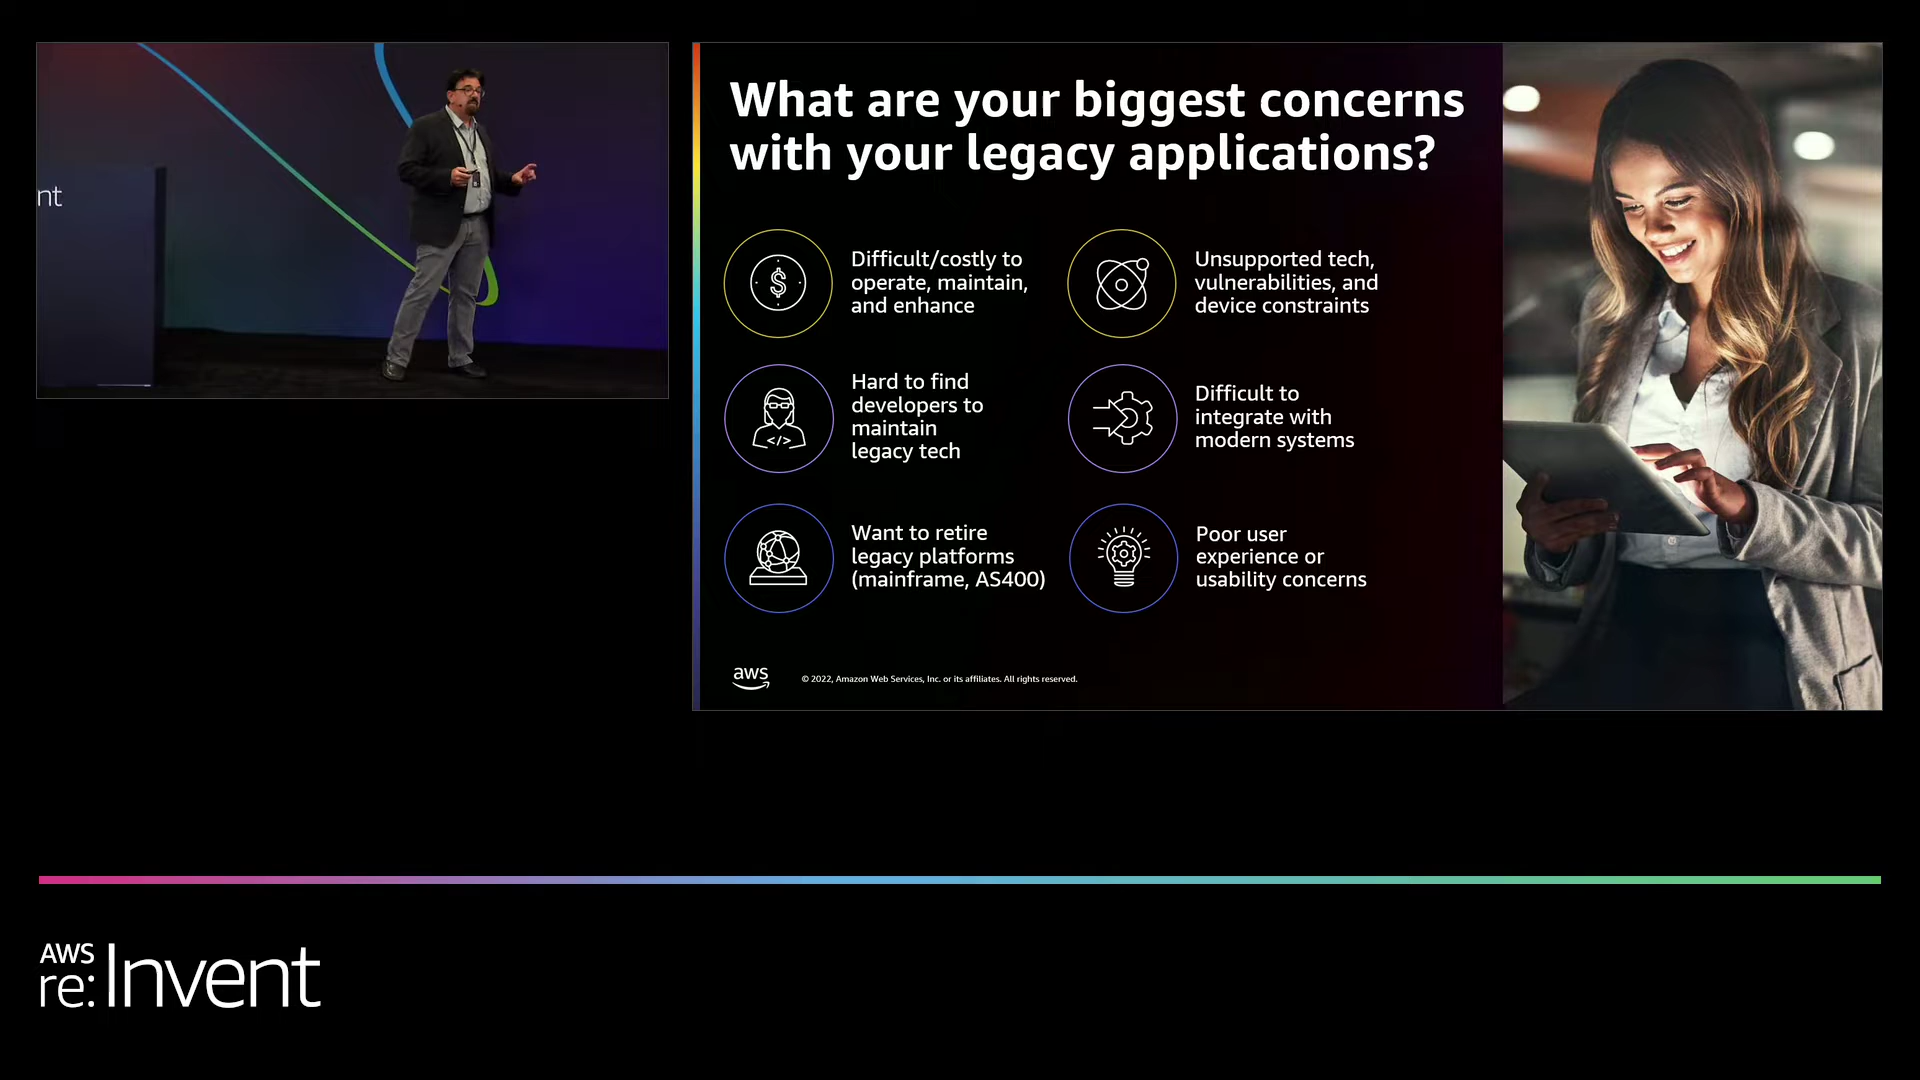 nt
What are your biggest concerns
with your legacy applications?
Difficult/costly to
operate, maintain,
and enhance
Unsupported tech,
vulnerabilities, and
device constraints
Hard to find
developers to
maintain
legacy tech
Difficult to
integrate with
modern systems
Want to retire
legacy platforms
(mainframe, AS400)
Poor user
experience or
usability concerns
aws
© 2022, Amazon Web Services, Inc. or its affiliates. All rights reserved.
AWS
re:Invent